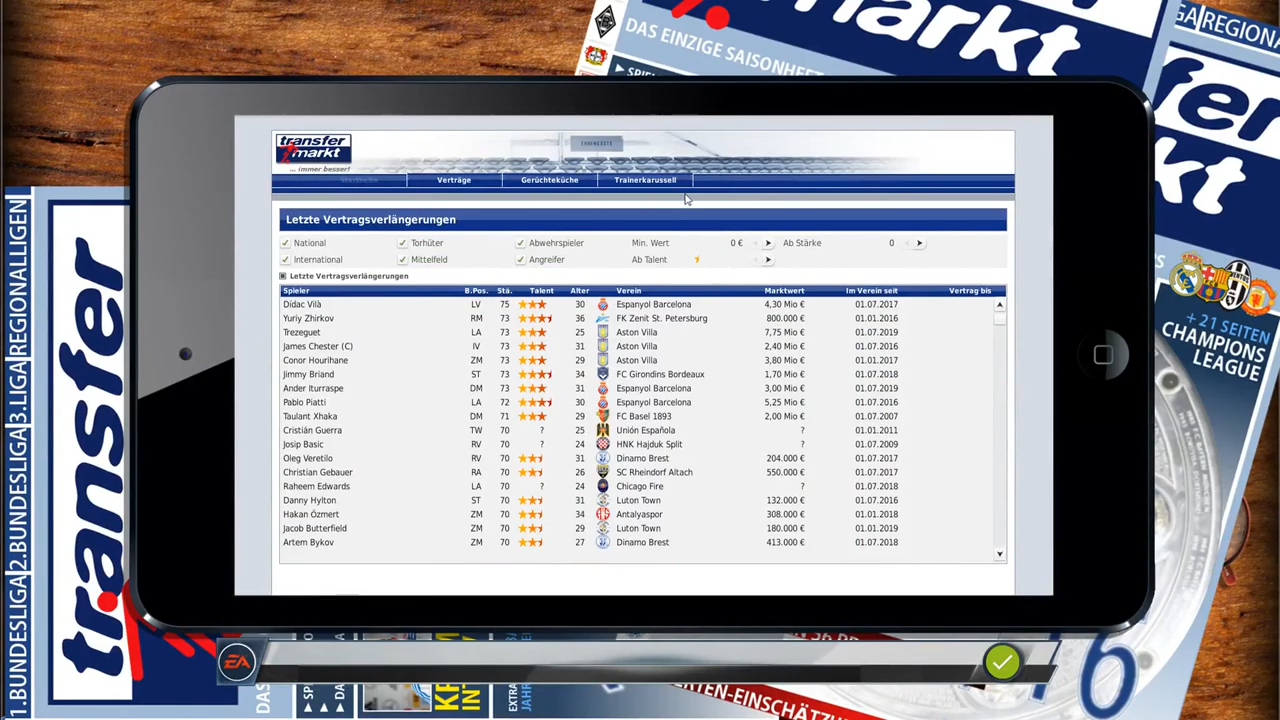 markt
DAS EINZIGE SAISONHEFT
transfer
markt
... immer besser!
Verträge
Gerüchteküche
Trainerkarussell
Letzte Vertragsverlängerungen
National
Torhüter
Abwehrspieler
Min. Wert
0 €
Ab Stärke
0
International
Mittelfeld
Angreifer
Ab Talent
Letzte Vertragsverlängerungen
Spieler B.Pos. Stä. Talent Alter Verein Marktwert Im Verein seit Vertrag bis
Dídac Vilà LV 75 30 Espanyol Barcelona 4,30 Mio € 01.07.2017
Yuriy Zhirkov RM 73 36 FK Zenit St. Petersburg 800.000 € 01.01.2016
Trezeguet LA 73 25 Aston Villa 7,75 Mio € 01.07.2019
James Chester (C) IV 73 31 Aston Villa 2,40 Mio € 01.07.2016
Conor Hourihane ZM 73 29 Aston Villa 3,80 Mio € 01.01.2017
Jimmy Briand ST 73 34 FC Girondins Bordeaux 1,70 Mio € 01.07.2018
Ander Iturraspe DM 73 31 Espanyol Barcelona 3,00 Mio € 01.07.2019
Pablo Piatti LA 72 30 Espanyol Barcelona 5,25 Mio € 01.07.2016
Taulant Xhaka DM 71 29 FC Basel 1893 2,00 Mio € 01.07.2007
Cristián Guerra TW 70 ? 25 Unión Española ? 01.01.2011
Josip Basic RV 70 ? 24 HNK Hajduk Split ? 01.07.2009
Oleg Veretilo RV 70 31 Dinamo Brest 204.000 € 01.07.2017
Christian Gebauer RA 70 26 SC Rheindorf Altach 550.000 € 01.07.2017
Raheem Edwards LA 70 ? 24 Chicago Fire ? 01.07.2018
Danny Hylton ST 70 31 Luton Town 132.000 € 01.07.2016
Hakan Özmert ZM 70 34 Antalyaspor 308.000 € 01.01.2018
Jacob Butterfield ZM 70 29 Luton Town 180.000 € 01.01.2019
Artem Bykov ZM 70 27 Dinamo Brest 413.000 € 01.07.2018
1.BUNDESLIGA 2.BUNDESLIGA 3.LIGA REGIONALLIGEN
transfer
+ 21 SEITEN
CHAMPIONS
LEAGUE
EA